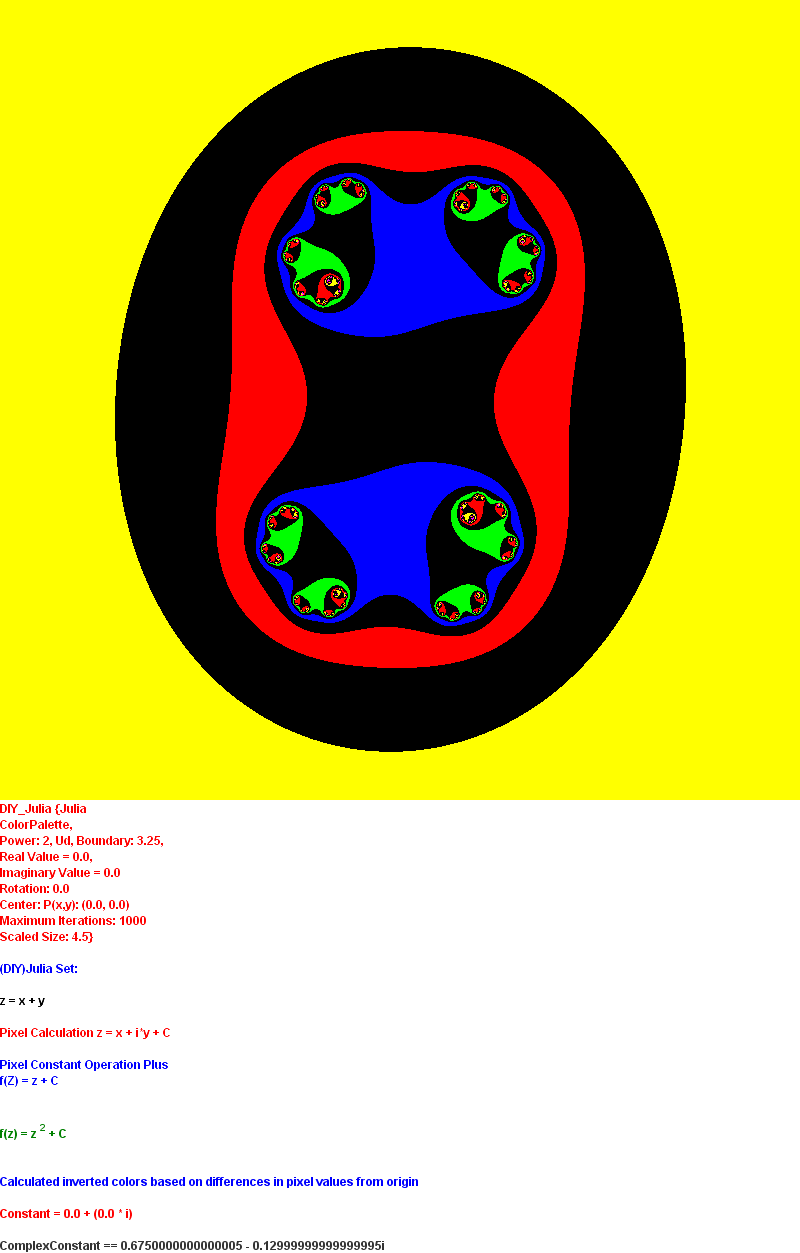 DIY_Julia {Julia
ColorPalette,
Power: 2, Ud, Boundary: 3.25,
Real Value = 0.0,
Imaginary Value = 0.0
Rotation: 0.0
Center: P(x,y): (0.0, 0.0)
Maximum Iterations: 1000
Scaled Size: 4.5}
(DIY)Julia Set:
z = x + y
Pixel Calculation z = x + i*y + C
Pixel Constant Operation Plus
f(Z) = z + C
f(z) = z ² + C
Calculated inverted colors based on differences in pixel values from origin
Constant = 0.0 + (0.0 * i)
ComplexConstant == 0.6750000000000005 - 0.12999999999999995i